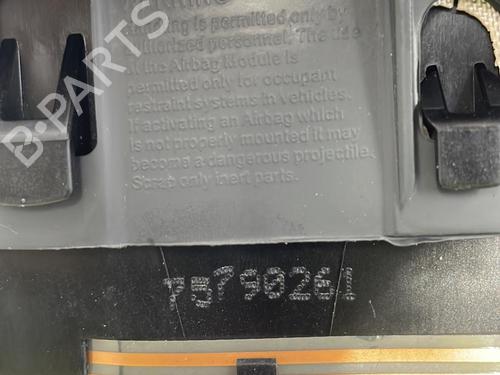 Handling is permitted only by
authorized personnel. The use
of the Airbag Module is
permitted only for occupant
restraint systems in vehicles.
Inactivating an Airbag which
is not properly mounted it may
become a dangerous projectile.
Scrap only inert parts.
B-PARTS
75790261